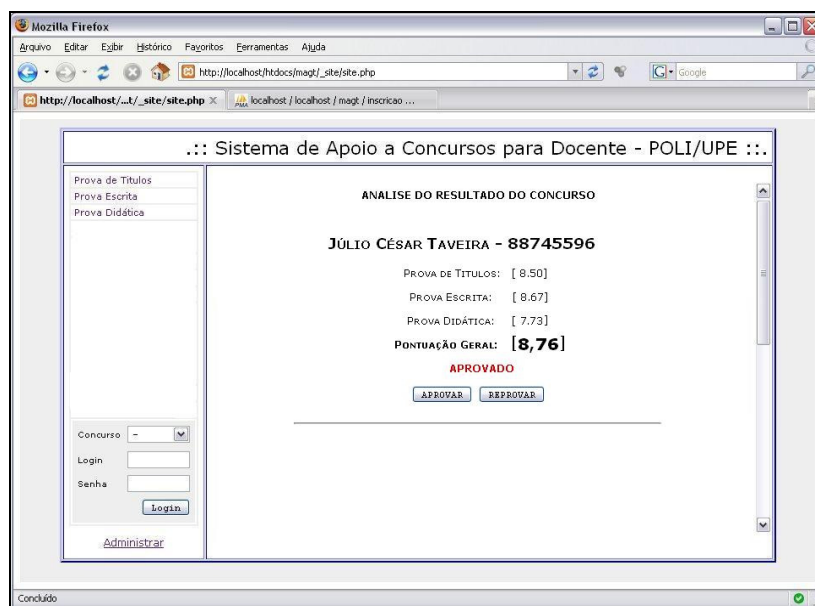 Mozilla Firefox
Arquivo Editar Exibir Histórico Favoritos Ferramentas Ajuda
http://localhost/htdocs/magt/_site/site.php
Google
http://localhost/...t/_site/site.php
localhost / localhost / magt / inscricao ...
.:: Sistema de Apoio a Concursos para Docente - POLI/UPE ::.
Prova de Titulos
Prova Escrita
Prova Didática
ANALISE DO RESULTADO DO CONCURSO
JÚLIO CÉSAR TAVEIRA - 88745596
PROVA DE TITULOS: [ 8.50]
PROVA ESCRITA: [ 8.67]
PROVA DIDÁTICA: [ 7.73]
PONTUAÇÃO GERAL: [8,76]
APROVADO
APROVAR REPROVAR
Concurso -
Login
Senha
Login
Administrar
Concluído